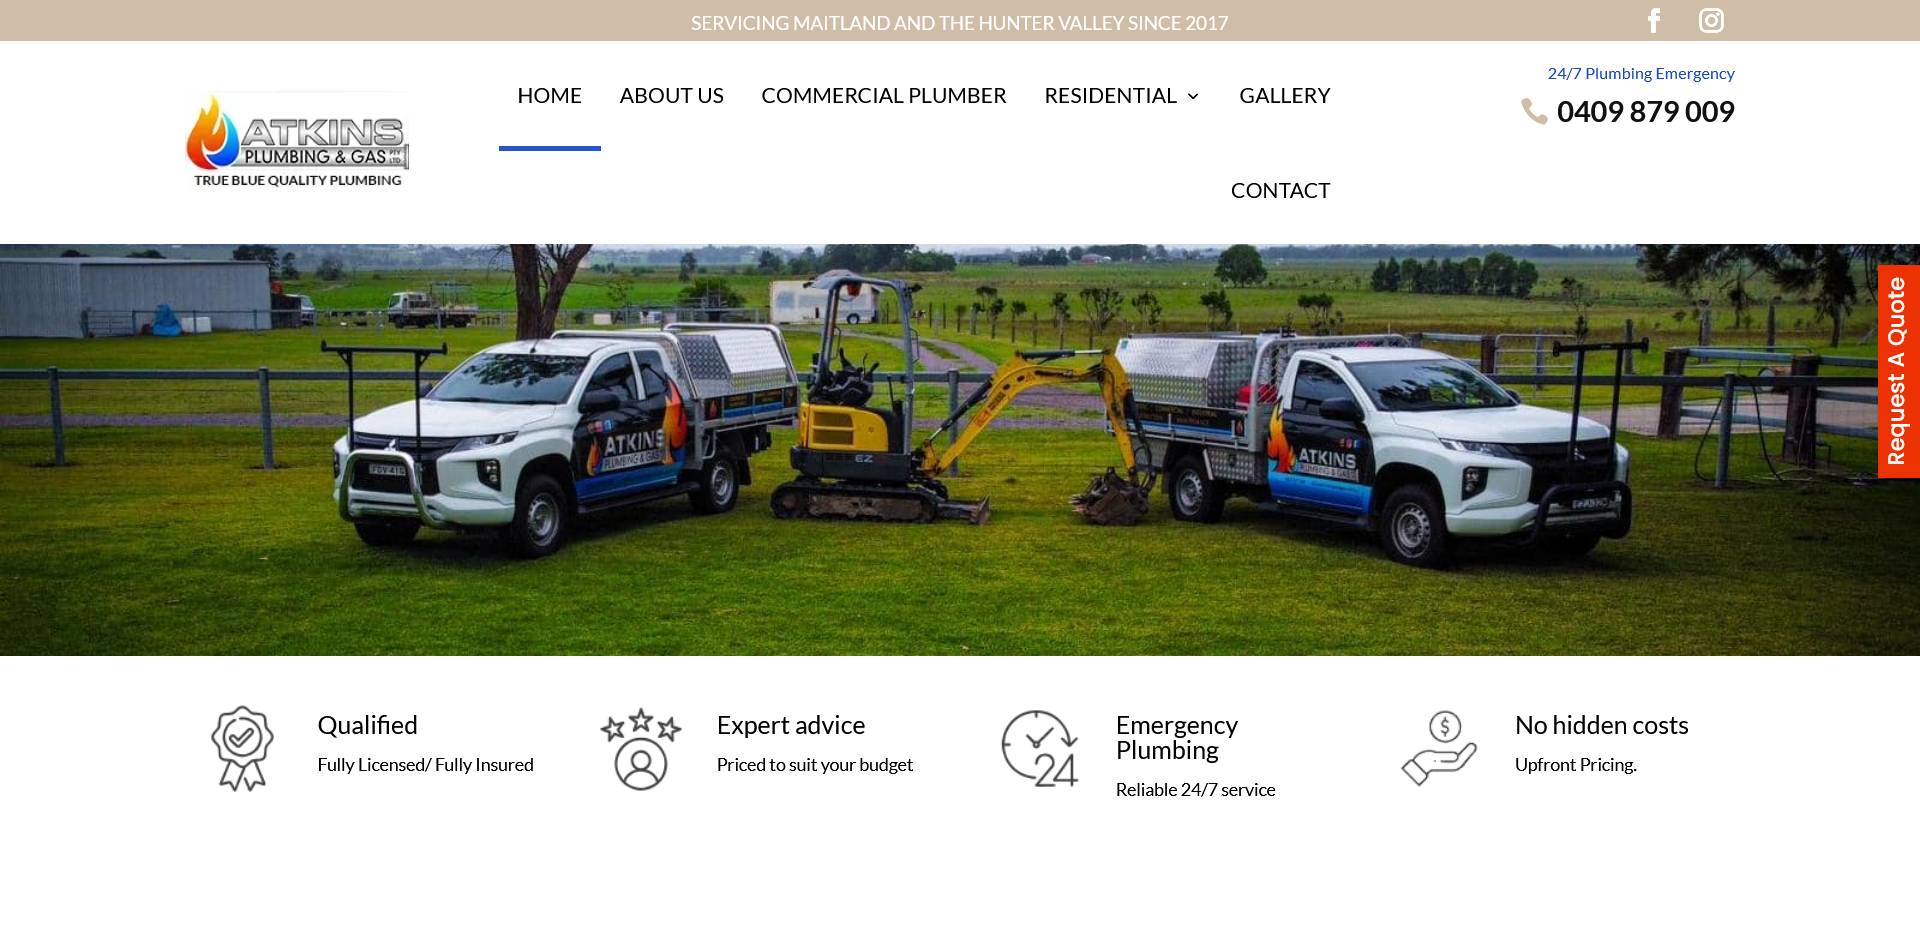 SERVICING MAITLAND AND THE HUNTER VALLEY SINCE 2017
24/7 Plumbing Emergency
0409 879 009
ATKINS
PLUMBING & GAS PTY LTD
TRUE BLUE QUALITY PLUMBING
HOME ABOUT US COMMERCIAL PLUMBER RESIDENTIAL GALLERY
CONTACT
Request A Quote
ATKINS
PLUMBING & GAS
EZ
ATKINS
PLUMBING & GAS
Qualified
Fully Licensed/ Fully Insured
Expert advice
Priced to suit your budget
24
Emergency
Plumbing
Reliable 24/7 service
$
No hidden costs
Upfront Pricing.